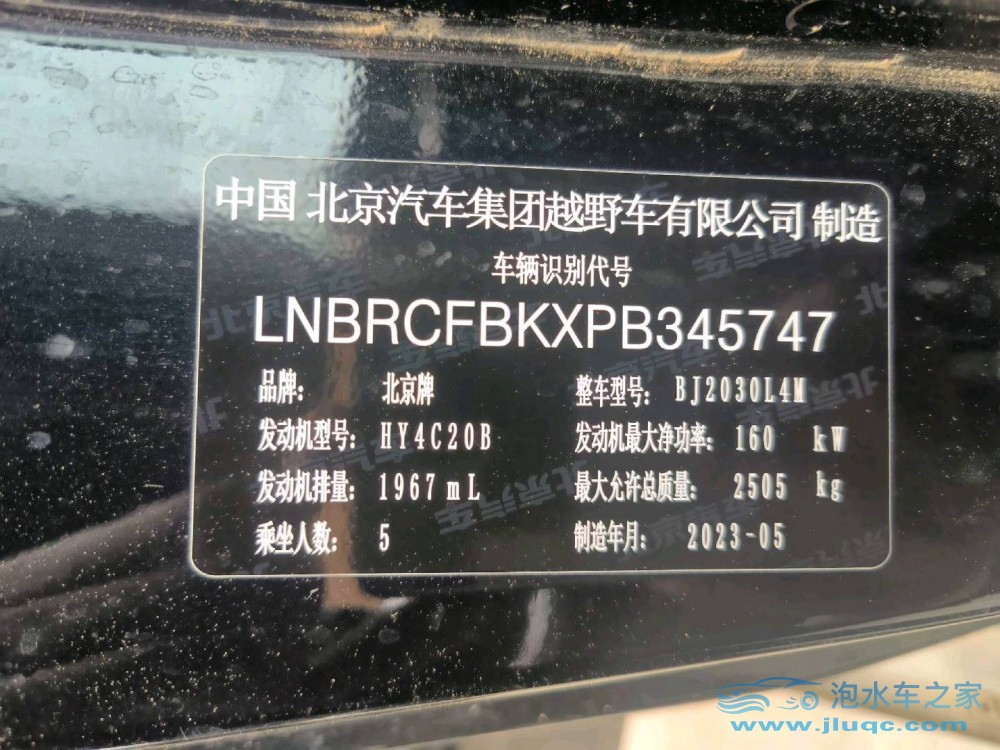 中国 北京汽车集团越野车有限公司 制造
车辆识别代号
LNBRCFBKXPB345747
品牌: 北京牌 整车型号: BJ2030L4M
发动机型号: HY4C20B 发动机最大净功率: 160 kW
发动机排量: 1967mL 最大允许总质量: 2505 kg
乘坐人数: 5 制造年月: 2023-05
泡水车之家
www.jluqc.com